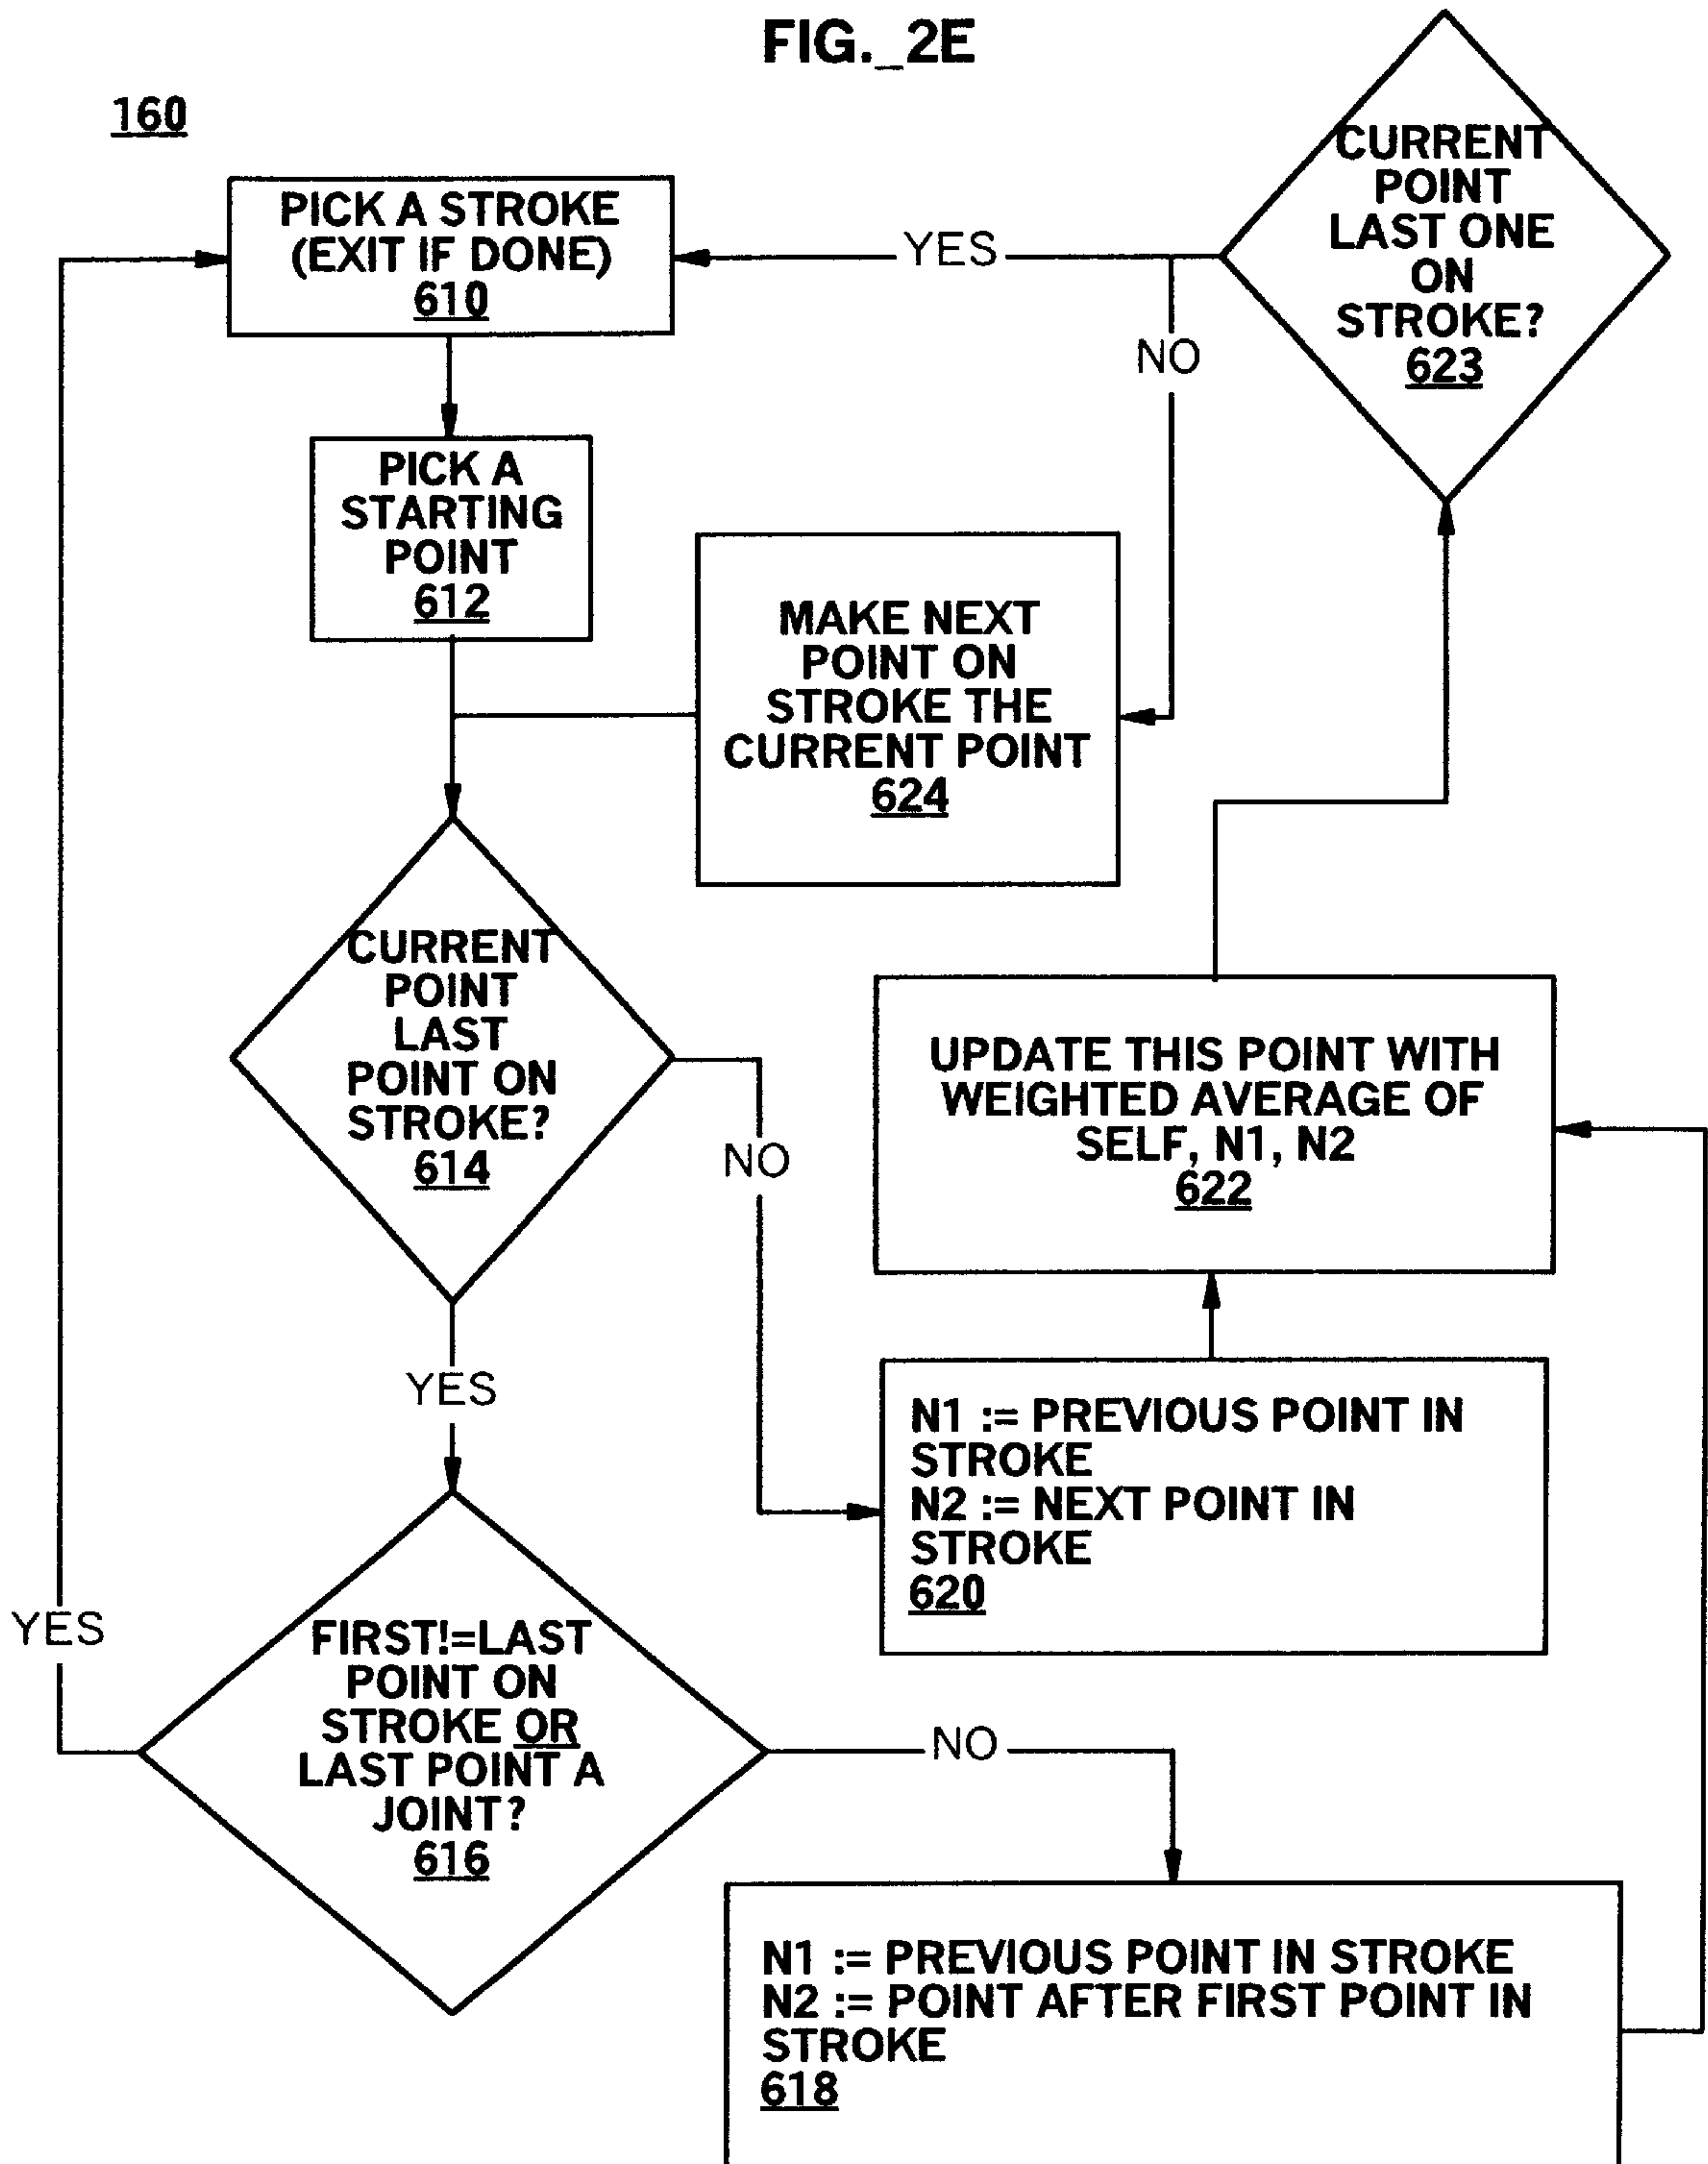 FIG._2E
160
PICK A STROKE
(EXIT IF DONE)
610
YES
NO
CURRENT
POINT
LAST ONE
ON
STROKE?
623
PICK A
STARTING
POINT
612
MAKE NEXT
POINT ON
STROKE THE
CURRENT POINT
624
CURRENT
POINT
LAST
POINT ON
STROKE?
614
NO
YES
UPDATE THIS POINT WITH
WEIGHTED AVERAGE OF
SELF, N1, N2
622
N1 := PREVIOUS POINT IN
STROKE
N2 := NEXT POINT IN
STROKE
620
YES
FIRST!=LAST
POINT ON
STROKE OR
LAST POINT A
JOINT?
616
NO
N1 := PREVIOUS POINT IN STROKE
N2 := POINT AFTER FIRST POINT IN
STROKE
618